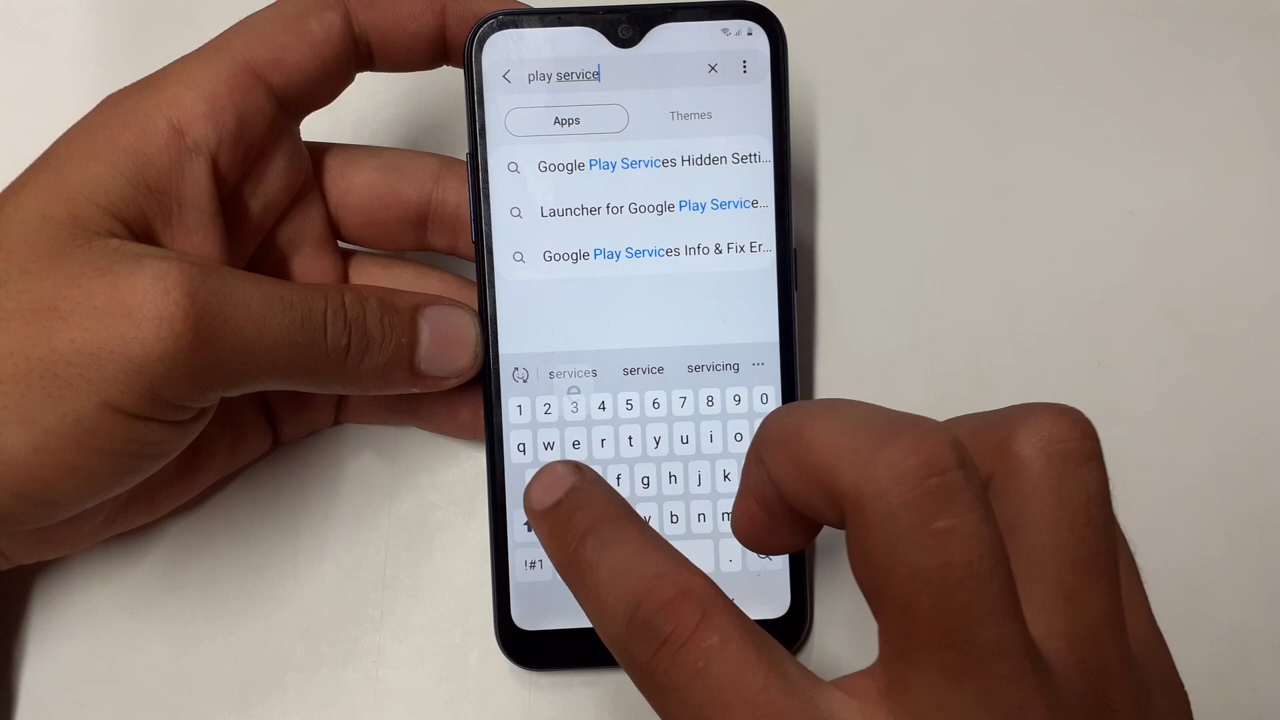 play service
Apps Themes
Google Play Services Hidden Setti...
Launcher for Google Play Service...
Google Play Services Info & Fix Er...
services service servicing
e
1 2 3 4 5 6 7 8 9 0
q w e r t y u i o
f g h j k
v b n m
!#1 .